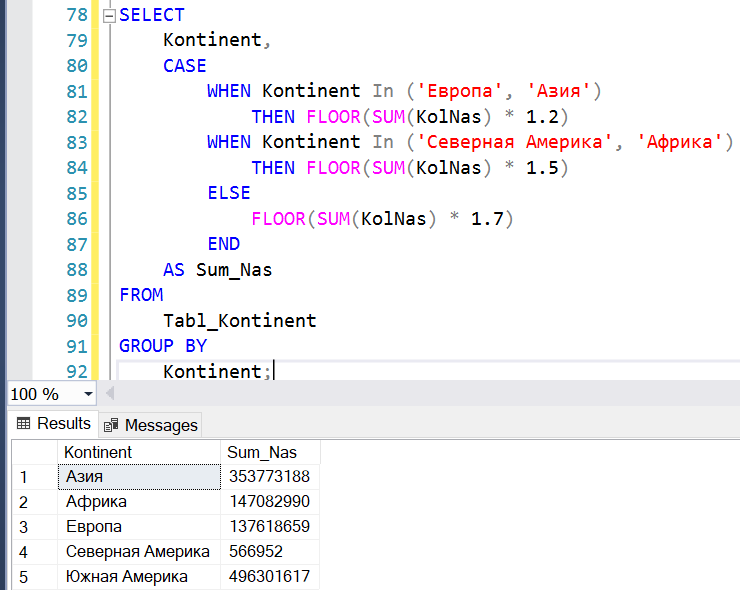 78 SELECT
79 Kontinent,
80 CASE
81 WHEN Kontinent In ('Европа', 'Азия')
82 THEN FLOOR(SUM(KolNas) * 1.2)
83 WHEN Kontinent In ('Северная Америка', 'Африка')
84 THEN FLOOR(SUM(KolNas) * 1.5)
85 ELSE
86 FLOOR(SUM(KolNas) * 1.7)
87 END
88 AS Sum_Nas
89 FROM
90 Tabl_Kontinent
91 GROUP BY
92 Kontinent;
100 %
Results Messages
Kontinent Sum_Nas
1 Азия 353773188
2 Африка 147082990
3 Европа 137618659
4 Северная Америка 566952
5 Южная Америка 496301617